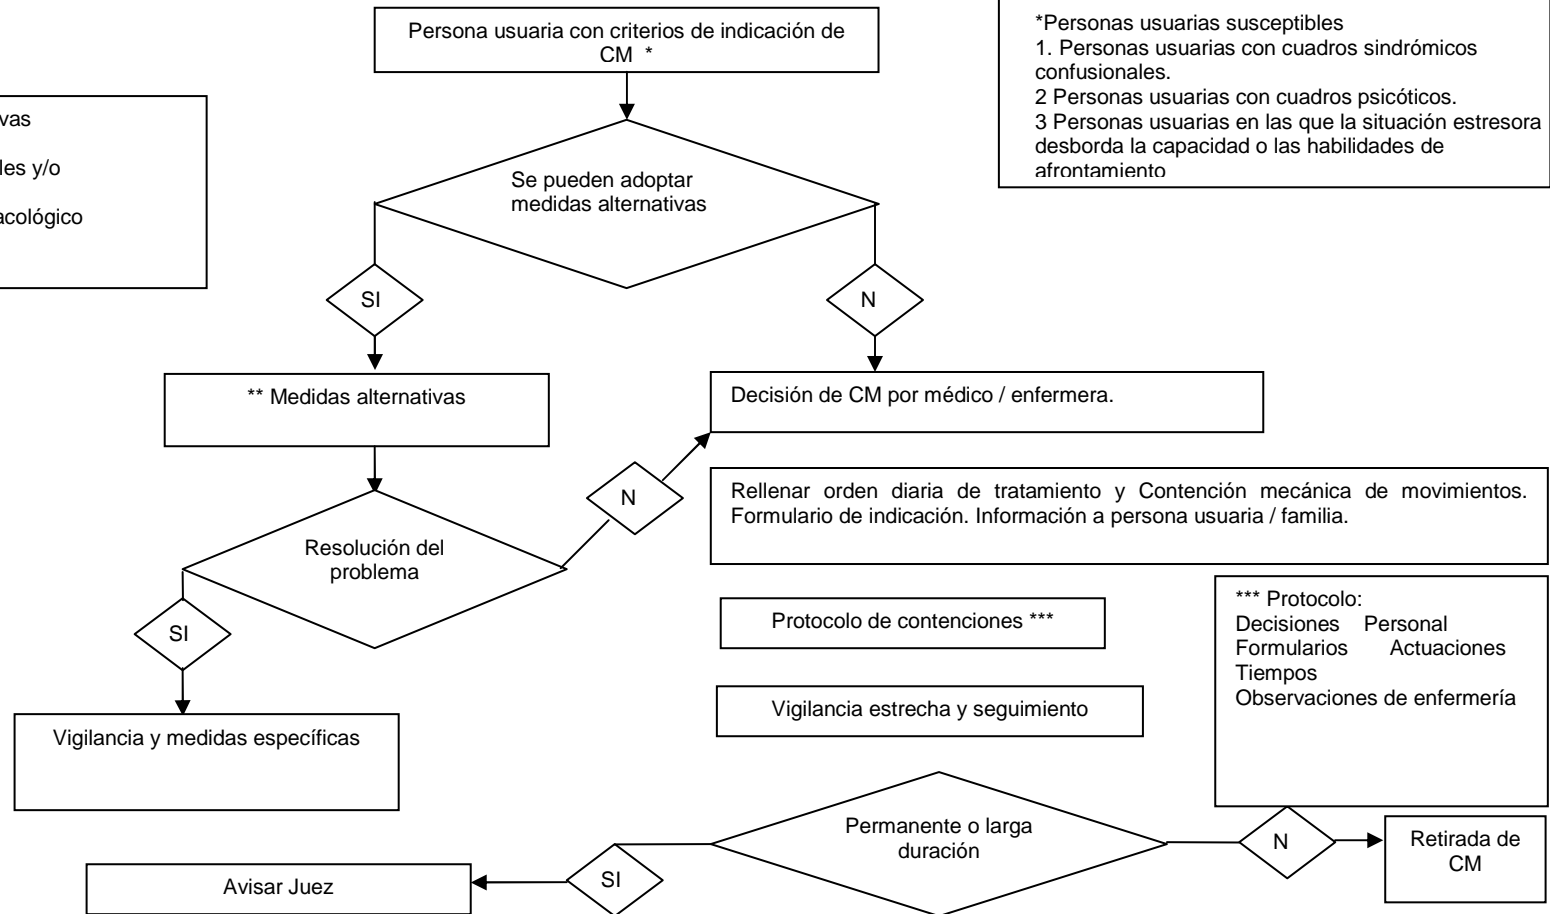 Persona usuaria con criterios de indicación de
CM *
*Personas usuarias susceptibles
1. Personas usuarias con cuadros sindrómicos
confusionales.
2 Personas usuarias con cuadros psicóticos.
3 Personas usuarias en las que la situación estresora
desborda la capacidad o las habilidades de
afrontamiento
vas
les y/o
acológico
Se pueden adoptar
medidas alternativas
SI
N
** Medidas alternativas
Decisión de CM por médico / enfermera.
N
Rellenar orden diaria de tratamiento y Contención mecánica de movimientos.
Formulario de indicación. Información a persona usuaria / familia.
Resolución del
problema
SI
Protocolo de contenciones ***
*** Protocolo:
Decisiones Personal
Formularios Actuaciones
Tiempos
Observaciones de enfermería
Vigilancia estrecha y seguimiento
Vigilancia y medidas específicas
Permanente o larga
duración
N
Retirada de
CM
SI
Avisar Juez